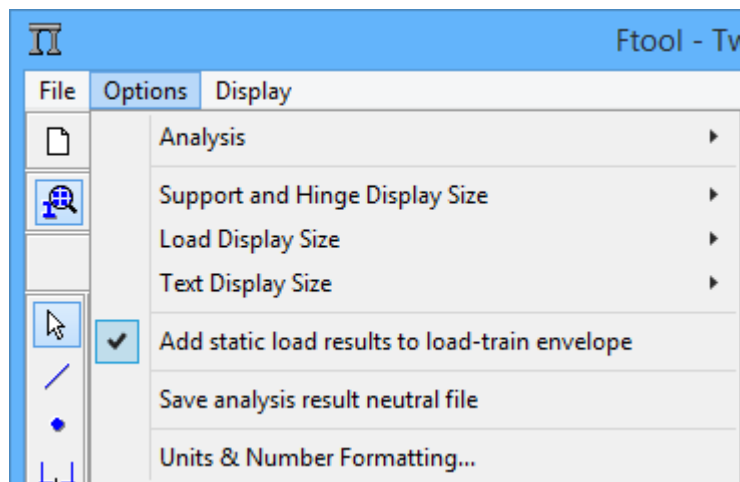 Ftool - Tw
File Options Display
Analysis
Support and Hinge Display Size
Load Display Size
Text Display Size
Add static load results to load-train envelope
Save analysis result neutral file
Units & Number Formatting...